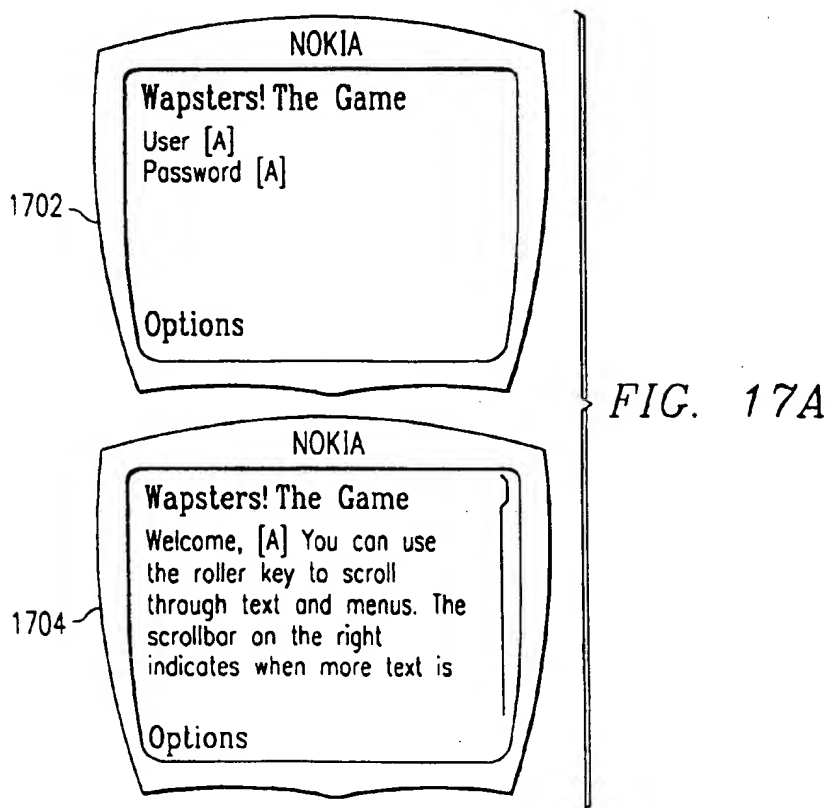 NOKIA
Wapsters! The Game
User [A]
Password [A]
1702
Options
FIG. 17A
NOKIA
Wapsters! The Game
Welcome, [A] You can use
the roller key to scroll
through text and menus. The
scrollbar on the right
indicates when more text is
1704
Options